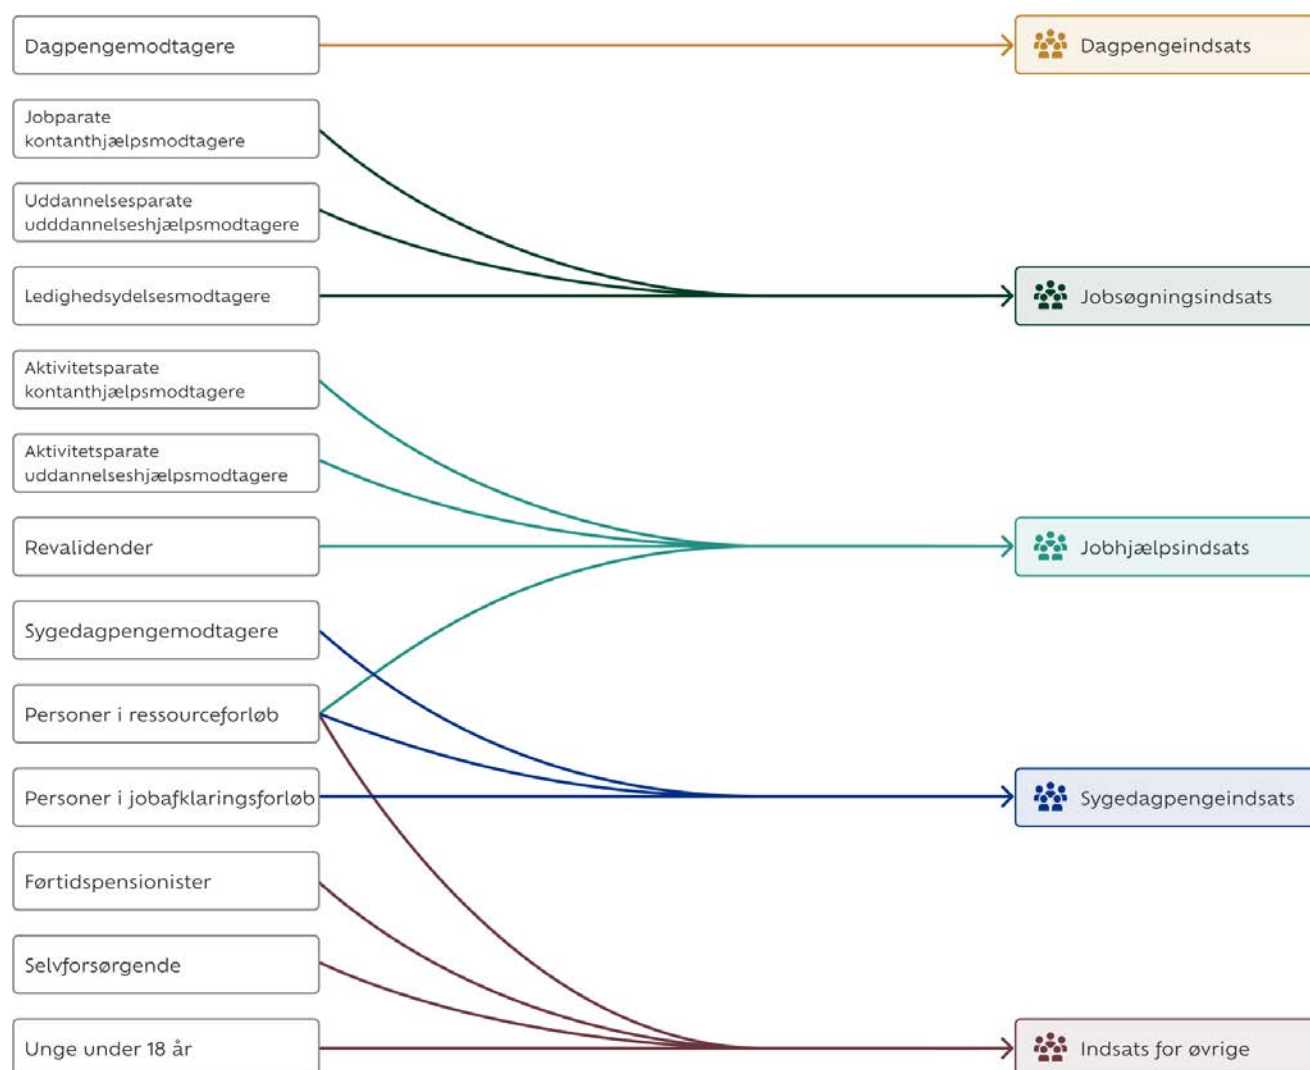 Dagpengemodtagere
Dagpengeindsats
Jobparate
kontanthjælpsmodtagere
Uddannelsesparate
udddannelseshjælpsmodtagere
Ledighedsydelsesmodtagere
Jobsøgningsindsats
Aktivitetsparate
kontanthjælpsmodtagere
Aktivitetsparate
uddannelseshjælpsmodtagere
Revalidender
Jobhjælpsindsats
Sygedagpengemodtagere
Personer i ressourceforløb
Personer i jobafklaringsforløb
Sygedagpengeindsats
Førtidspensionister
Selvforsørgende
Unge under 18 år
Indsats for øvrige